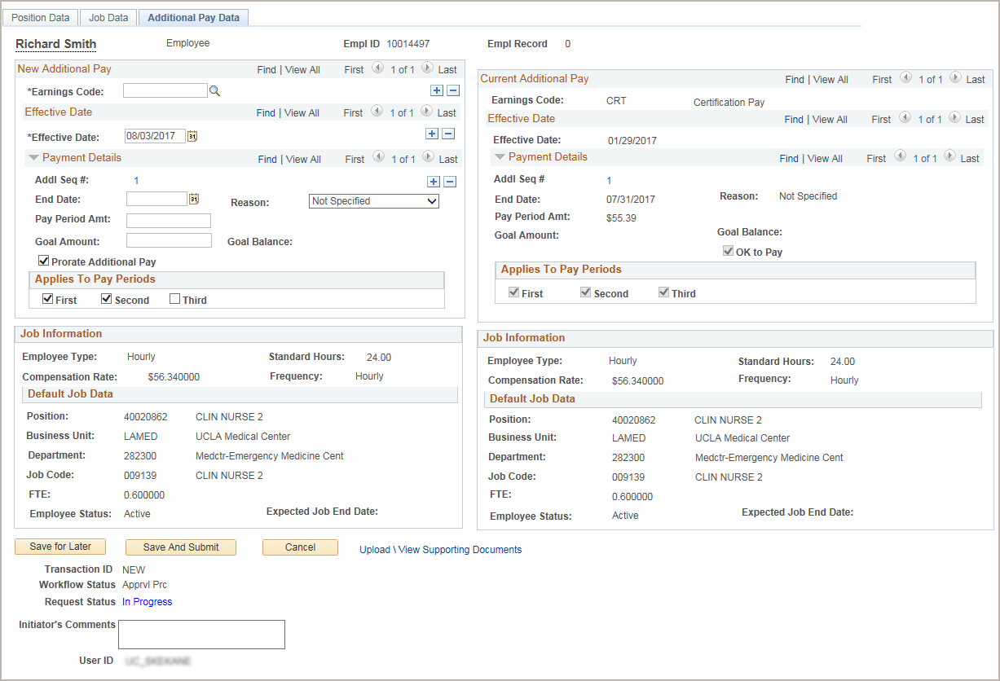 Position Data Job Data Additional Pay Data
Richard Smith Employee Empl ID 10014497 Empl Record 0
New Additional Pay Find | View All First 1 of 1 Last
*Earnings Code:
Effective Date Find | View All First 1 of 1 Last
*Effective Date: 08/03/2017 31
Payment Details Find | View All First 1 of 1 Last
Addl Seq #: 1
End Date: 31 Reason: Not Specified
Pay Period Amt:
Goal Amount: Goal Balance:
Prorate Additional Pay
Applies To Pay Periods
First Second Third
Current Additional Pay Find | View All First 1 of 1 Last
Earnings Code: CRT Certification Pay
Effective Date Find | View All First 1 of 1 Last
Effective Date: 01/29/2017
Payment Details Find | View All First 1 of 1 Last
Addl Seq # 1
End Date: 07/31/2017 Reason: Not Specified
Pay Period Amt: $55.39
Goal Amount: Goal Balance:
OK to Pay
Applies To Pay Periods
First Second Third
Job Information
Employee Type: Hourly Standard Hours: 24.00
Compensation Rate: $56.340000 Frequency: Hourly
Default Job Data
Position: 40020862 CLIN NURSE 2
Business Unit: LAMED UCLA Medical Center
Department: 282300 Medctr-Emergency Medicine Cent
Job Code: 009139 CLIN NURSE 2
FTE: 0.600000
Employee Status: Active Expected Job End Date:
Job Information
Employee Type: Hourly Standard Hours: 24.00
Compensation Rate: $56.340000 Frequency: Hourly
Default Job Data
Position: 40020862 CLIN NURSE 2
Business Unit: LAMED UCLA Medical Center
Department: 282300 Medctr-Emergency Medicine Cent
Job Code: 009139 CLIN NURSE 2
FTE: 0.600000
Employee Status: Active Expected Job End Date:
Save for Later Save And Submit Cancel Upload \ View Supporting Documents
Transaction ID NEW
Workflow Status Apprvl Prc
Request Status In Progress
Initiator's Comments
User ID